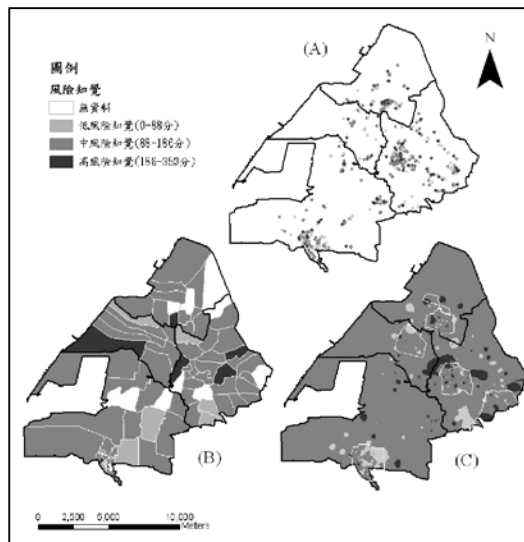 (A)
N
圖例
風險知覺
無資料
低風險知覺(0-88分)
中風險知覺(88-186分)
高風險知覺(186-350分)
(B)
(C)
0 2,500 5,000 10,000
Meters